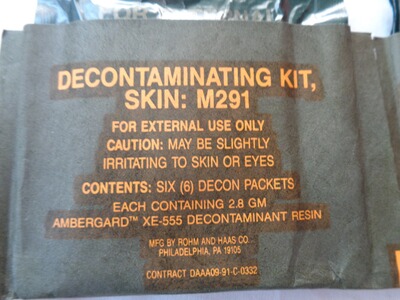 DECONTAMINATING KIT,
SKIN: M291
FOR EXTERNAL USE ONLY
CAUTION: MAY BE SLIGHTLY
IRRITATING TO SKIN OR EYES
CONTENTS: SIX (6) DECON PACKETS
EACH CONTAINING 2.8 GM
AMBERGARD™ XE-555 DECONTAMINANT RESIN
MFG BY ROHM AND HAAS CO
PHILADELPHIA, PA 19105
CONTRACT DAAA09-91-C-0332